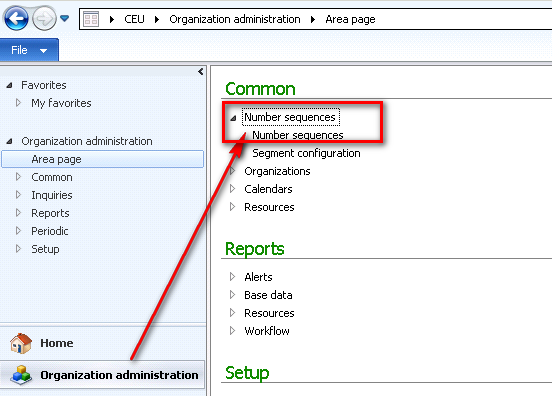 CEU Organization administration Area page
File
Favorites
My favorites
Organization administration
Area page
Common
Inquiries
Reports
Periodic
Setup
Home
Organization administration
Common
Number sequences
Number sequences
Segment configuration
Organizations
Calendars
Resources
Reports
Alerts
Base data
Resources
Workflow
Setup